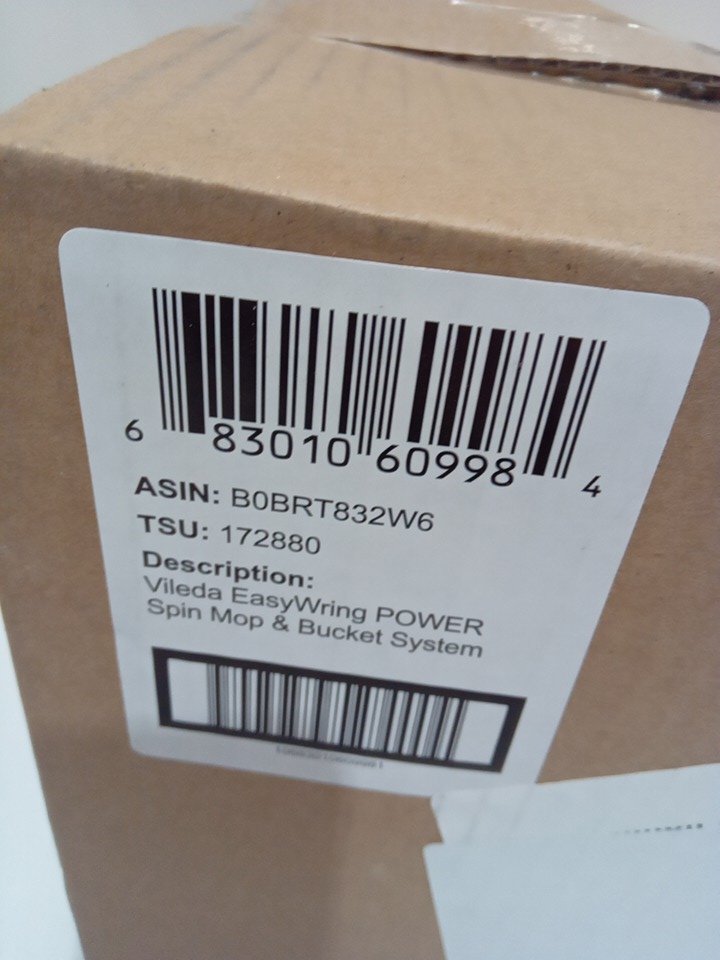 6 83010 60998 4
ASIN: B0BRT832W6
TSU: 172880
Description:
Vileda EasyWring POWER
Spin Mop & Bucket System